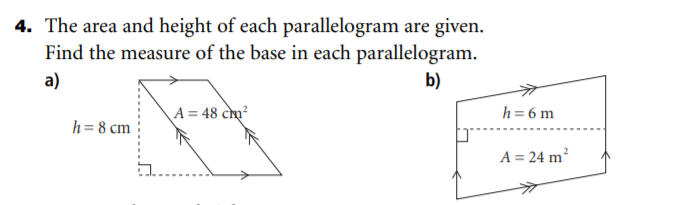 4. The area and height of each parallelogram are given.
Find the measure of the base in each parallelogram.
a)
b)
A = 48 cm²
h = 8 cm
h = 6 m
A = 24 m²